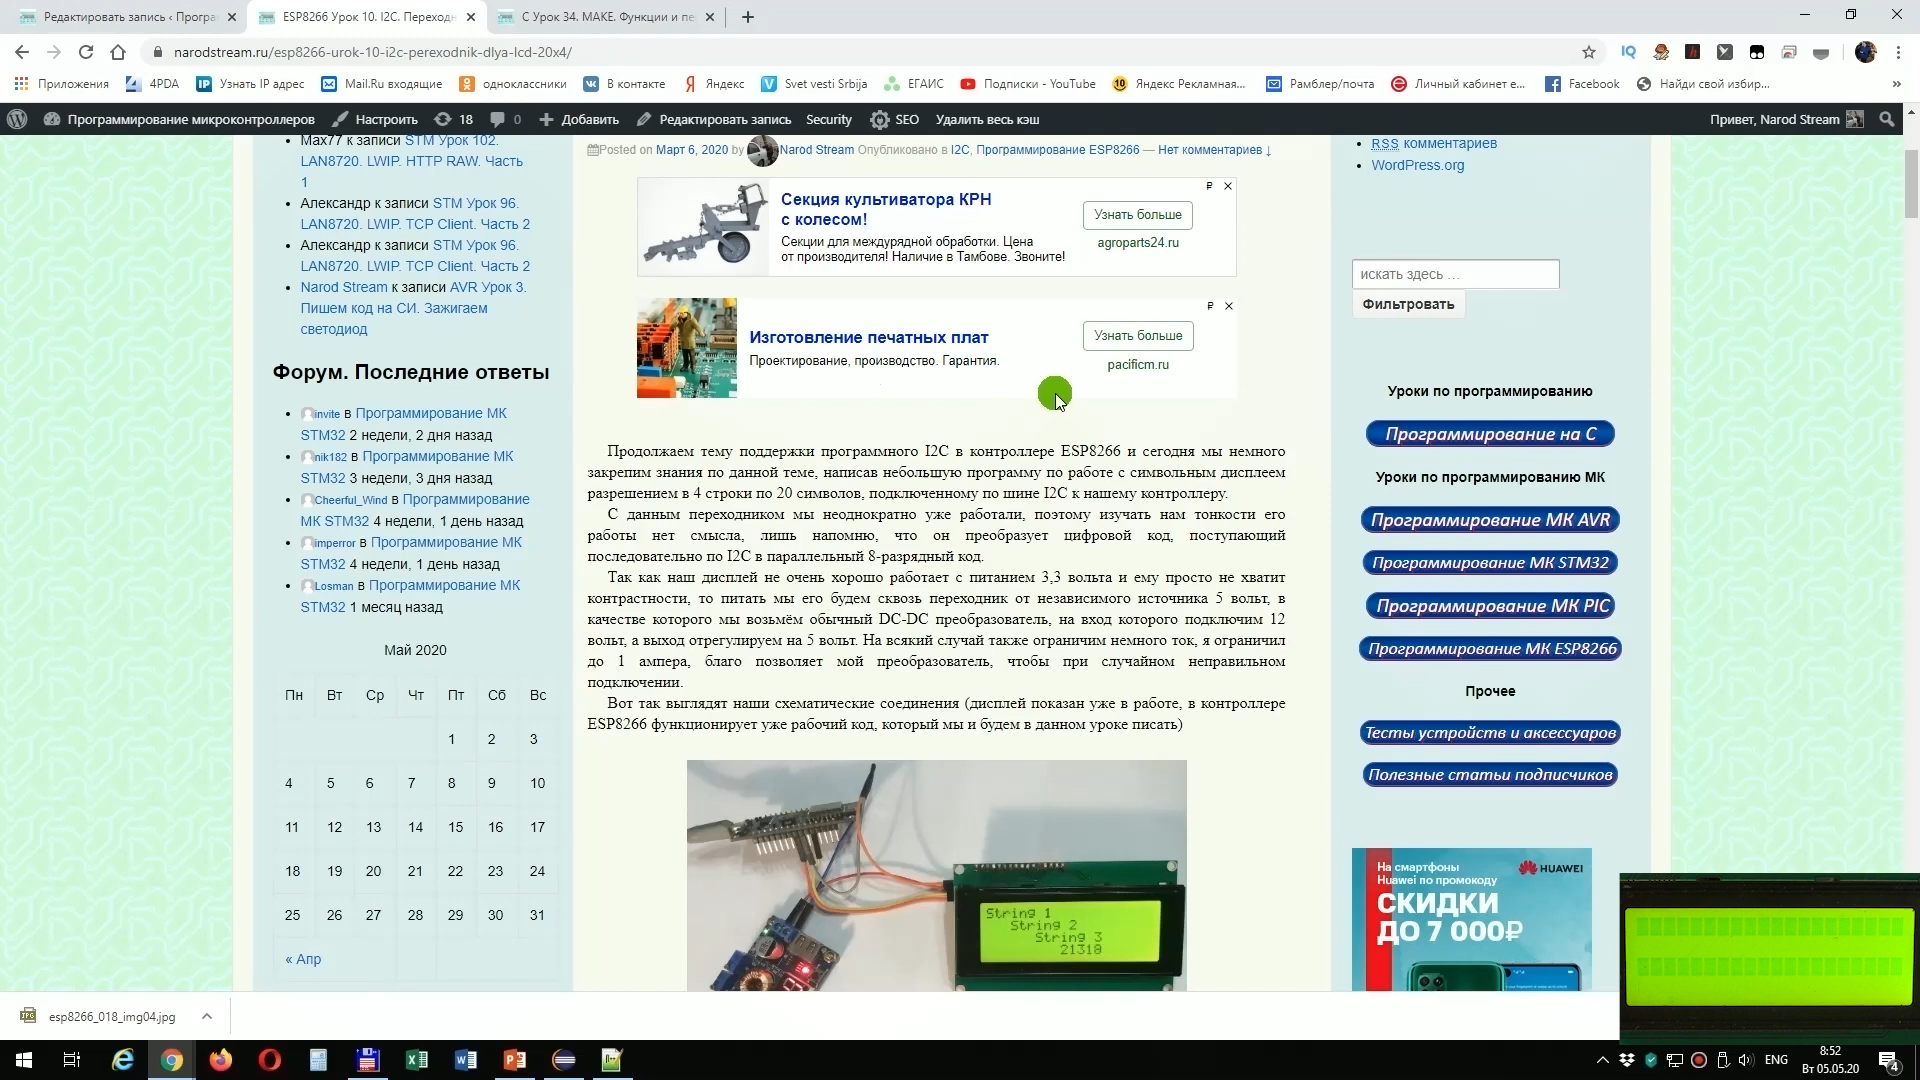 Редактировать запись ‹ Програ
ESP8266 Урок 10. I2C. Переходн
C Урок 34. MAKE. Функции и пе
narodstream.ru/esp8266-urok-10-i2c-perexodnik-dlya-lcd-20x4/
Приложения
4PDA
Узнать IP адрес
Mail.Ru входящие
одноклассники
В контакте
Яндекс
Svet vesti Srbija
ЕГАИС
Подписки - YouTube
Яндекс Рекламная...
Рамблер/почта
Личный кабинет е...
Facebook
Найди свой избир...
»
Программирование микроконтроллеров
Настроить
18
0
Добавить
Редактировать запись
Security
SEO
Удалить весь кэш
Привет, Narod Stream
Max77 к записи STM Урок 102.
LAN8720. LWIP. HTTP RAW. Часть
1
Александр к записи STM Урок 96.
LAN8720. LWIP. TCP Client. Часть 2
Александр к записи STM Урок 96.
LAN8720. LWIP. TCP Client. Часть 2
Narod Stream к записи AVR Урок 3.
Пишем код на СИ. Зажигаем
светодиод
Форум. Последние ответы
invite в Программирование МК
STM32 2 недели, 2 дня назад
nik182 в Программирование МК
STM32 3 недели, 3 дня назад
Cheerful_Wind в Программирование
МК STM32 4 недели, 1 день назад
imperror в Программирование МК
STM32 4 недели, 1 день назад
Losman в Программирование МК
STM32 1 месяц назад
Май 2020
Пн Вт Ср Чт Пт Сб Вс
1 2 3
4 5 6 7 8 9 10
11 12 13 14 15 16 17
18 19 20 21 22 23 24
25 26 27 28 29 30 31
« Апр
Posted on Март 6, 2020 by Narod Stream Опубликовано в I2C, Программирование ESP8266 — Нет комментариев ↓
Секция культиватора КРН
с колесом!
Секции для междурядной обработки. Цена
от производителя! Наличие в Тамбове. Звоните!
Узнать больше
agroparts24.ru
Изготовление печатных плат
Проектирование, производство. Гарантия.
Узнать больше
pacificm.ru
Продолжаем тему поддержки программного I2C в контроллере ESP8266 и сегодня мы немного
закрепим знания по данной теме, написав небольшую программу по работе с символьным дисплеем
разрешением в 4 строки по 20 символов, подключенному по шине I2C к нашему контроллеру.
С данным переходником мы неоднократно уже работали, поэтому изучать нам тонкости его
работы нет смысла, лишь напомню, что он преобразует цифровой код, поступающий
последовательно по I2C в параллельный 8-разрядный код.
Так как наш дисплей не очень хорошо работает с питанием 3,3 вольта и ему просто не хватит
контрастности, то питать мы его будем сквозь переходник от независимого источника 5 вольт, в
качестве которого мы возьмём обычный DC-DC преобразователь, на вход которого подключим 12
вольт, а выход отрегулируем на 5 вольт. На всякий случай также ограничим немного ток, я ограничил
до 1 ампера, благо позволяет мой преобразователь, чтобы при случайном неправильном
подключении.
Вот так выглядят наши схематические соединения (дисплей показан уже в работе, в контроллере
ESP8266 функционирует уже рабочий код, который мы и будем в данном уроке писать)
String 1
String 2
String 3
21318
RSS комментариев
WordPress.org
искать здесь …
Фильтровать
Уроки по программированию
Программирование на C
Уроки по программированию МК
Программирование МК AVR
Программирование МК STM32
Программирование МК PIC
Программирование МК ESP8266
Прочее
Тесты устройств и аксессуаров
Полезные статьи подписчиков
На смартфоны
Huawei по промокоду
HUAWEI
СКИДКИ
ДО 7 000₽
esp8266_018_img04.jpg
ENG
8:52
Вт 05.05.20
4